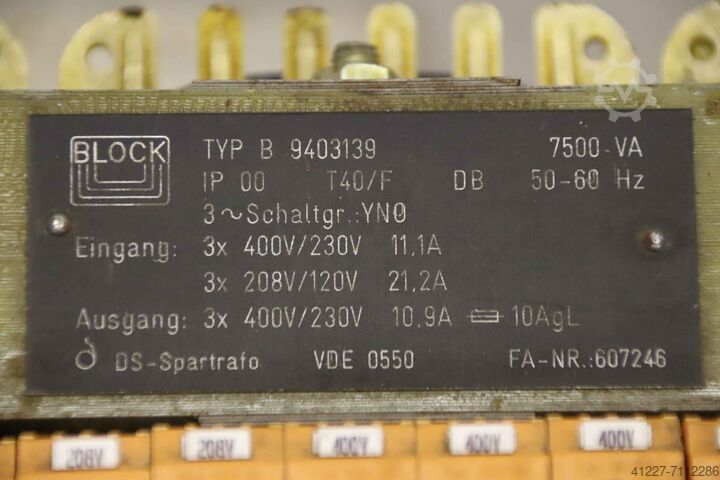 BLOCK
TYP B 9403139 7500-VA
IP 00 T40/F DB 50-60 Hz
3~Schaltgr.:YN0
Eingang: 3x 400V/230V 11,1A
3x 208V/120V 21,2A
Ausgang: 3x 400V/230V 10,9A 10AgL
DS-Spartrafo VDE 0550 FA-NR.:607246
208V 208V 400V 400V 400V
41227-7112286